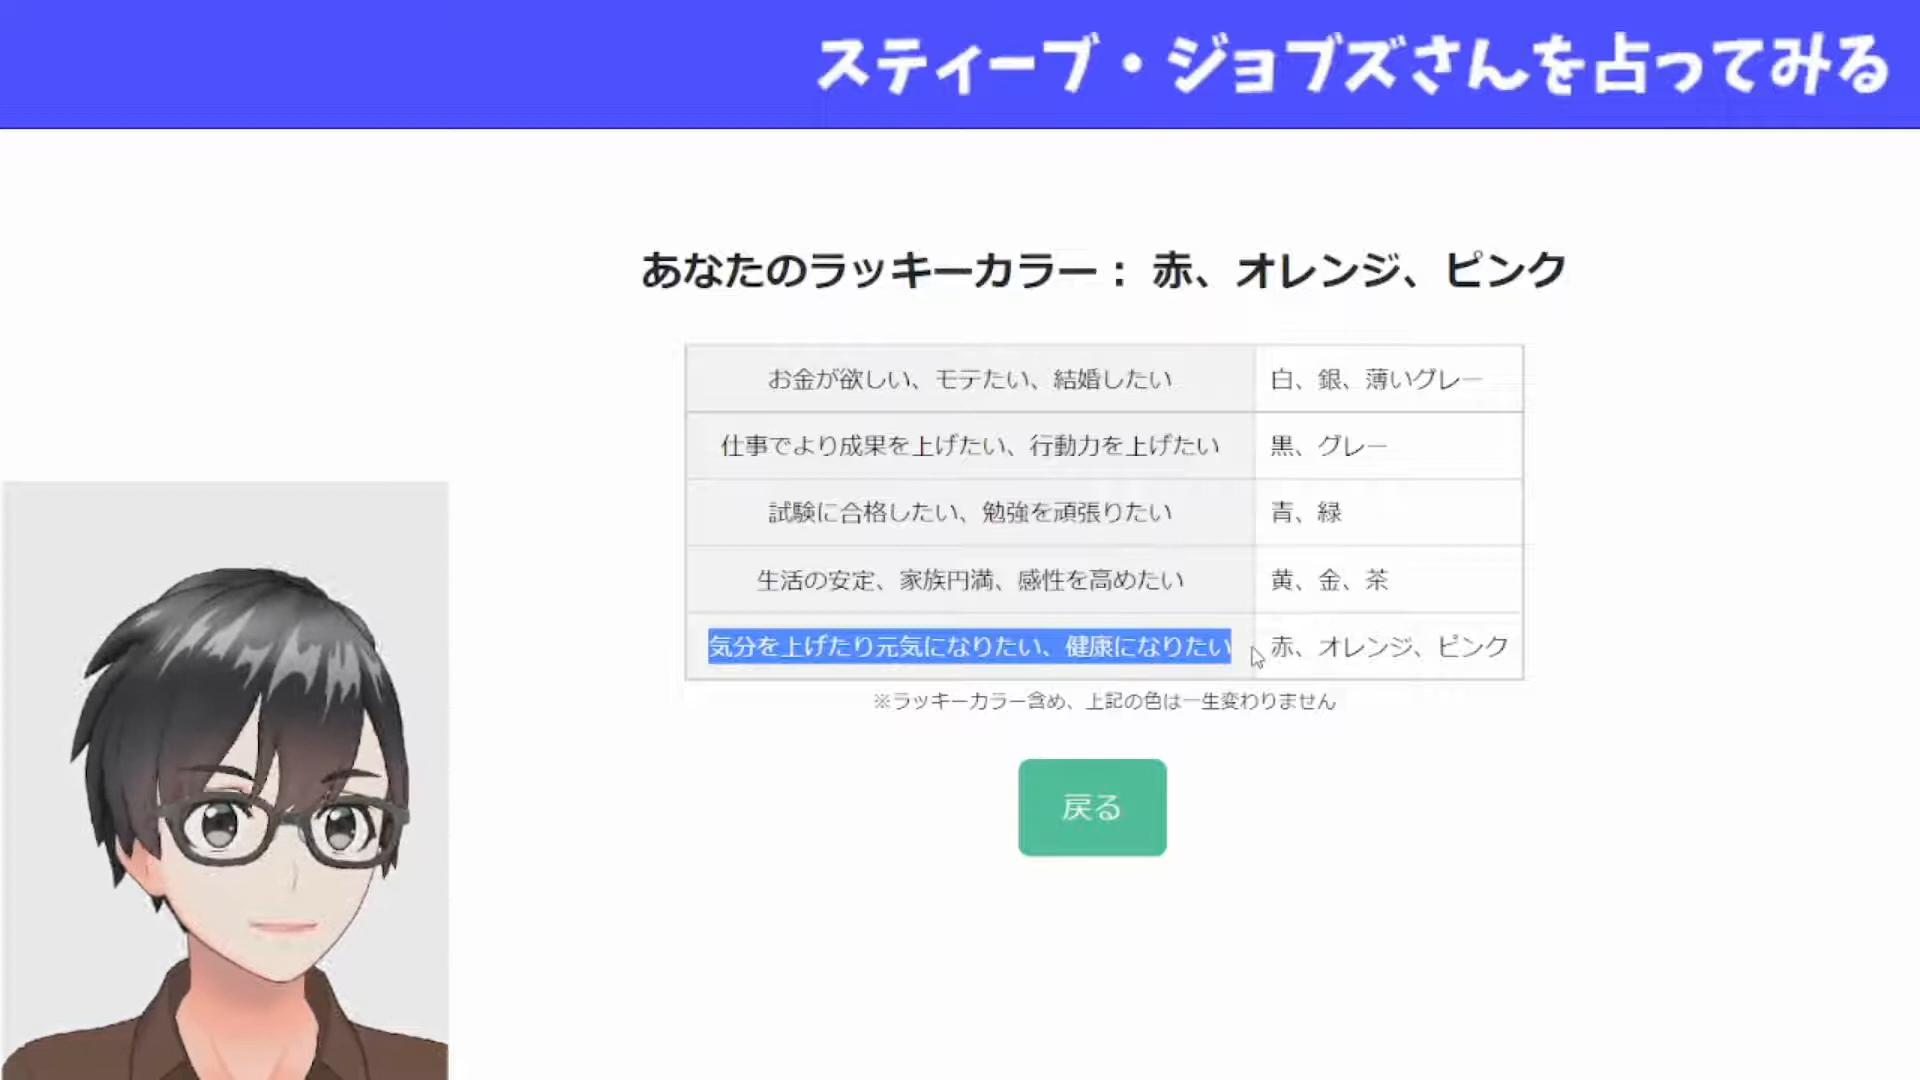 スティーブ・ジョブズさんを占ってみる
あなたのラッキーカラー： 赤、オレンジ、ピンク
お金が欲しい、モテたい、結婚したい 白、銀、薄いグレー
仕事でより成果を上げたい、行動力を上げたい 黒、グレー
試験に合格したい、勉強を頑張りたい 青、緑
生活の安定、家族円満、感性を高めたい 黄、金、茶
気分を上げたり元気になりたい、健康になりたい 赤、オレンジ、ピンク
※ラッキーカラー含め、上記の色は一生変わりません
戻る